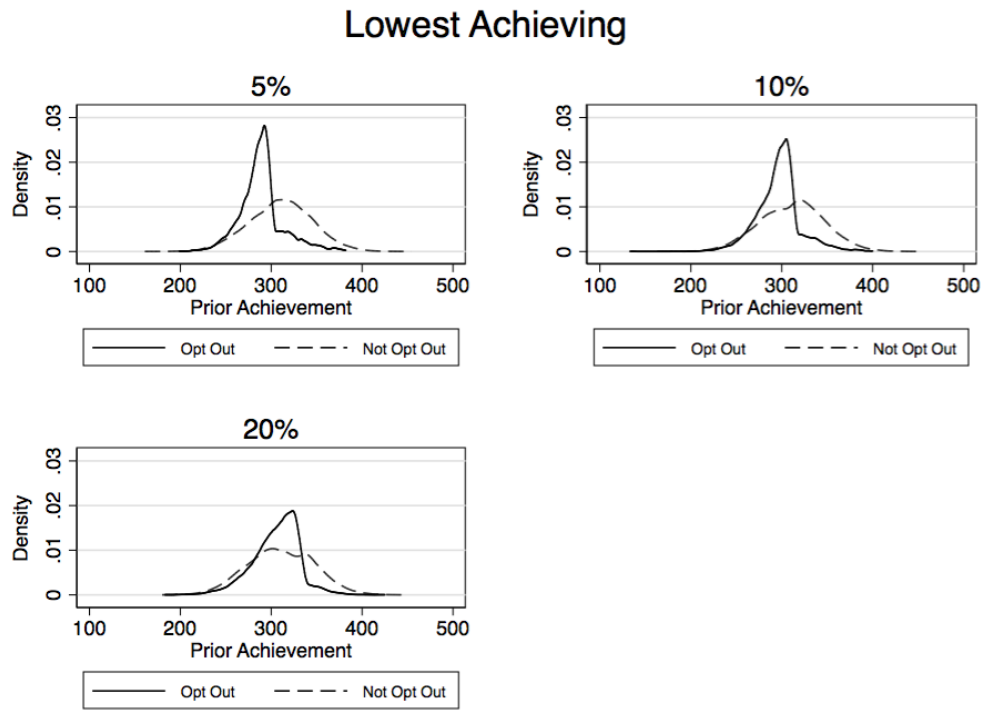 Lowest Achieving
5%
Density
0 .01 .02 .03
100 200 300 400 500
Prior Achievement
Opt Out Not Opt Out
10%
Density
0 .01 .02 .03
100 200 300 400 500
Prior Achievement
Opt Out Not Opt Out
20%
Density
0 .01 .02 .03
100 200 300 400 500
Prior Achievement
Opt Out Not Opt Out